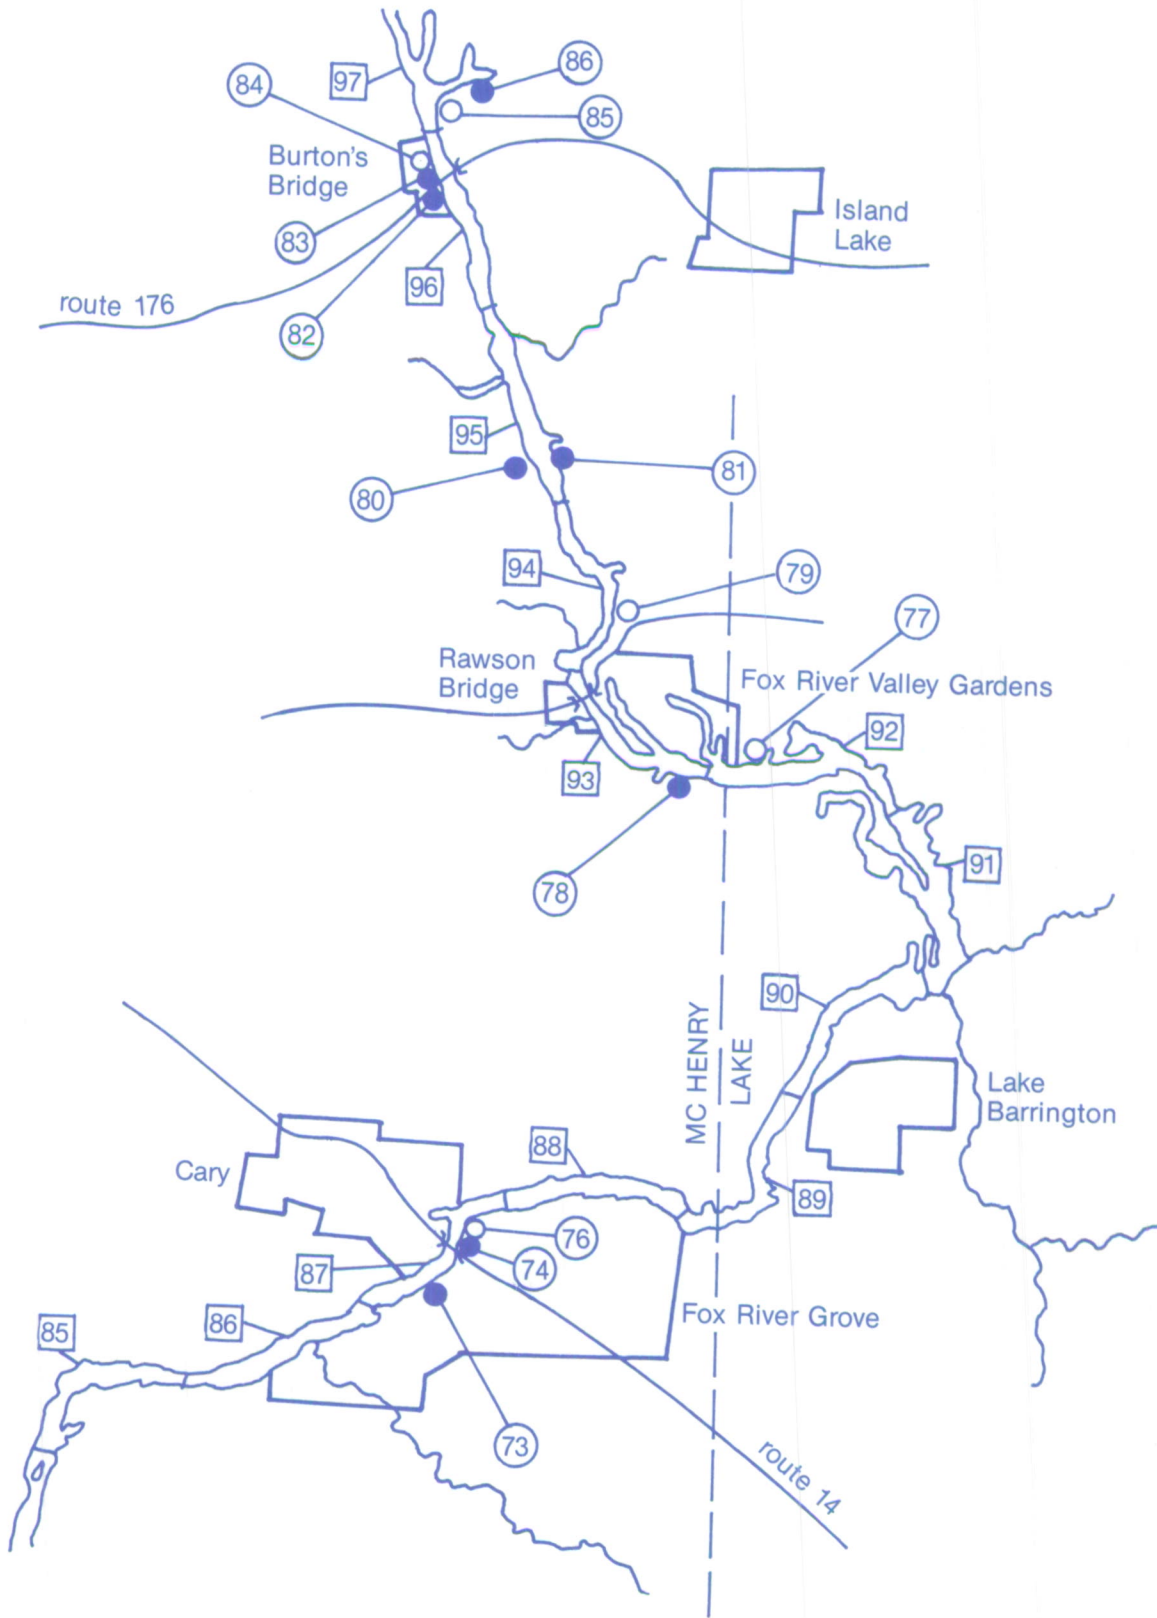 86
97
84
85
Burton's
Bridge
Island
Lake
83
96
route 176
82
95
81
80
94
79
77
Rawson
Bridge
Fox River Valley Gardens
92
93
91
78
90
MC HENRY
LAKE
Lake
Barrington
88
Cary
89
76
74
87
Fox River Grove
86
85
73
route 14